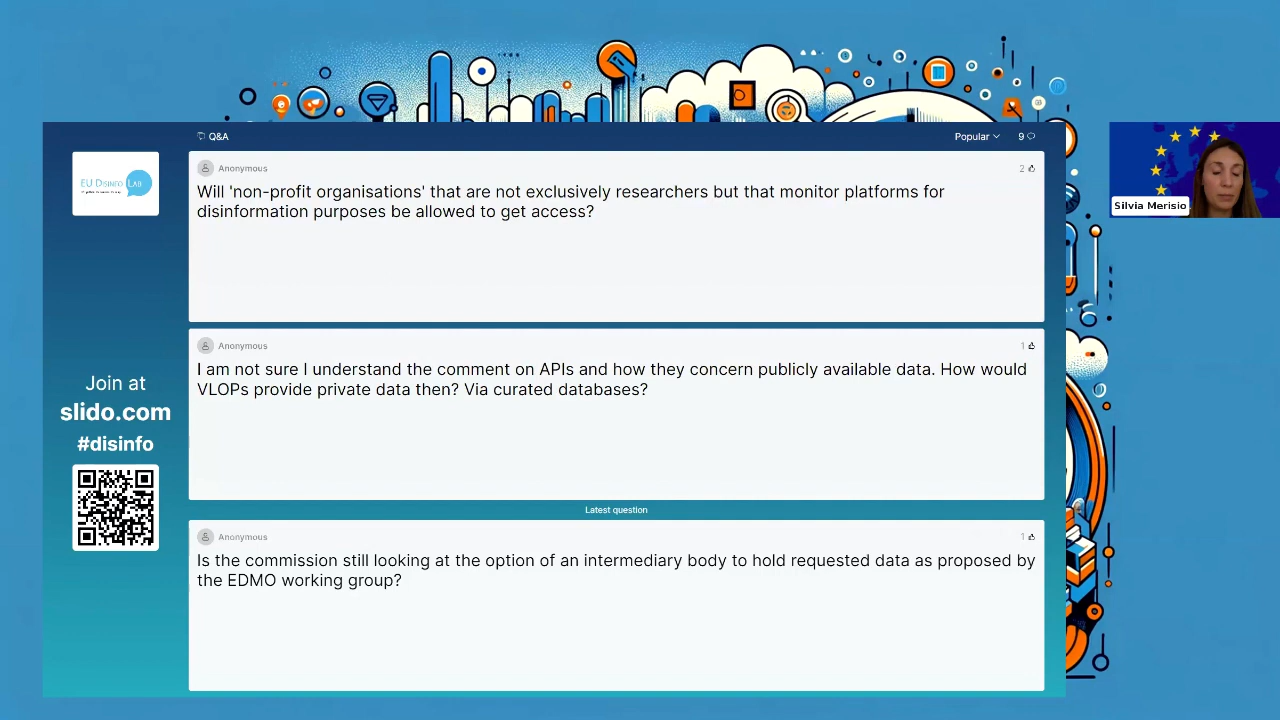 Q&A
Popular
9
EU DISINFO LAB
Anonymous
2
Will 'non-profit organisations' that are not exclusively researchers but that monitor platforms for
disinformation purposes be allowed to get access?
Silvia Merisio
Anonymous
1
I am not sure I understand the comment on APIs and how they concern publicly available data. How would
VLOPs provide private data then? Via curated databases?
Join at
slido.com
#disinfo
Latest question
Anonymous
1
Is the commission still looking at the option of an intermediary body to hold requested data as proposed by
the EDMO working group?